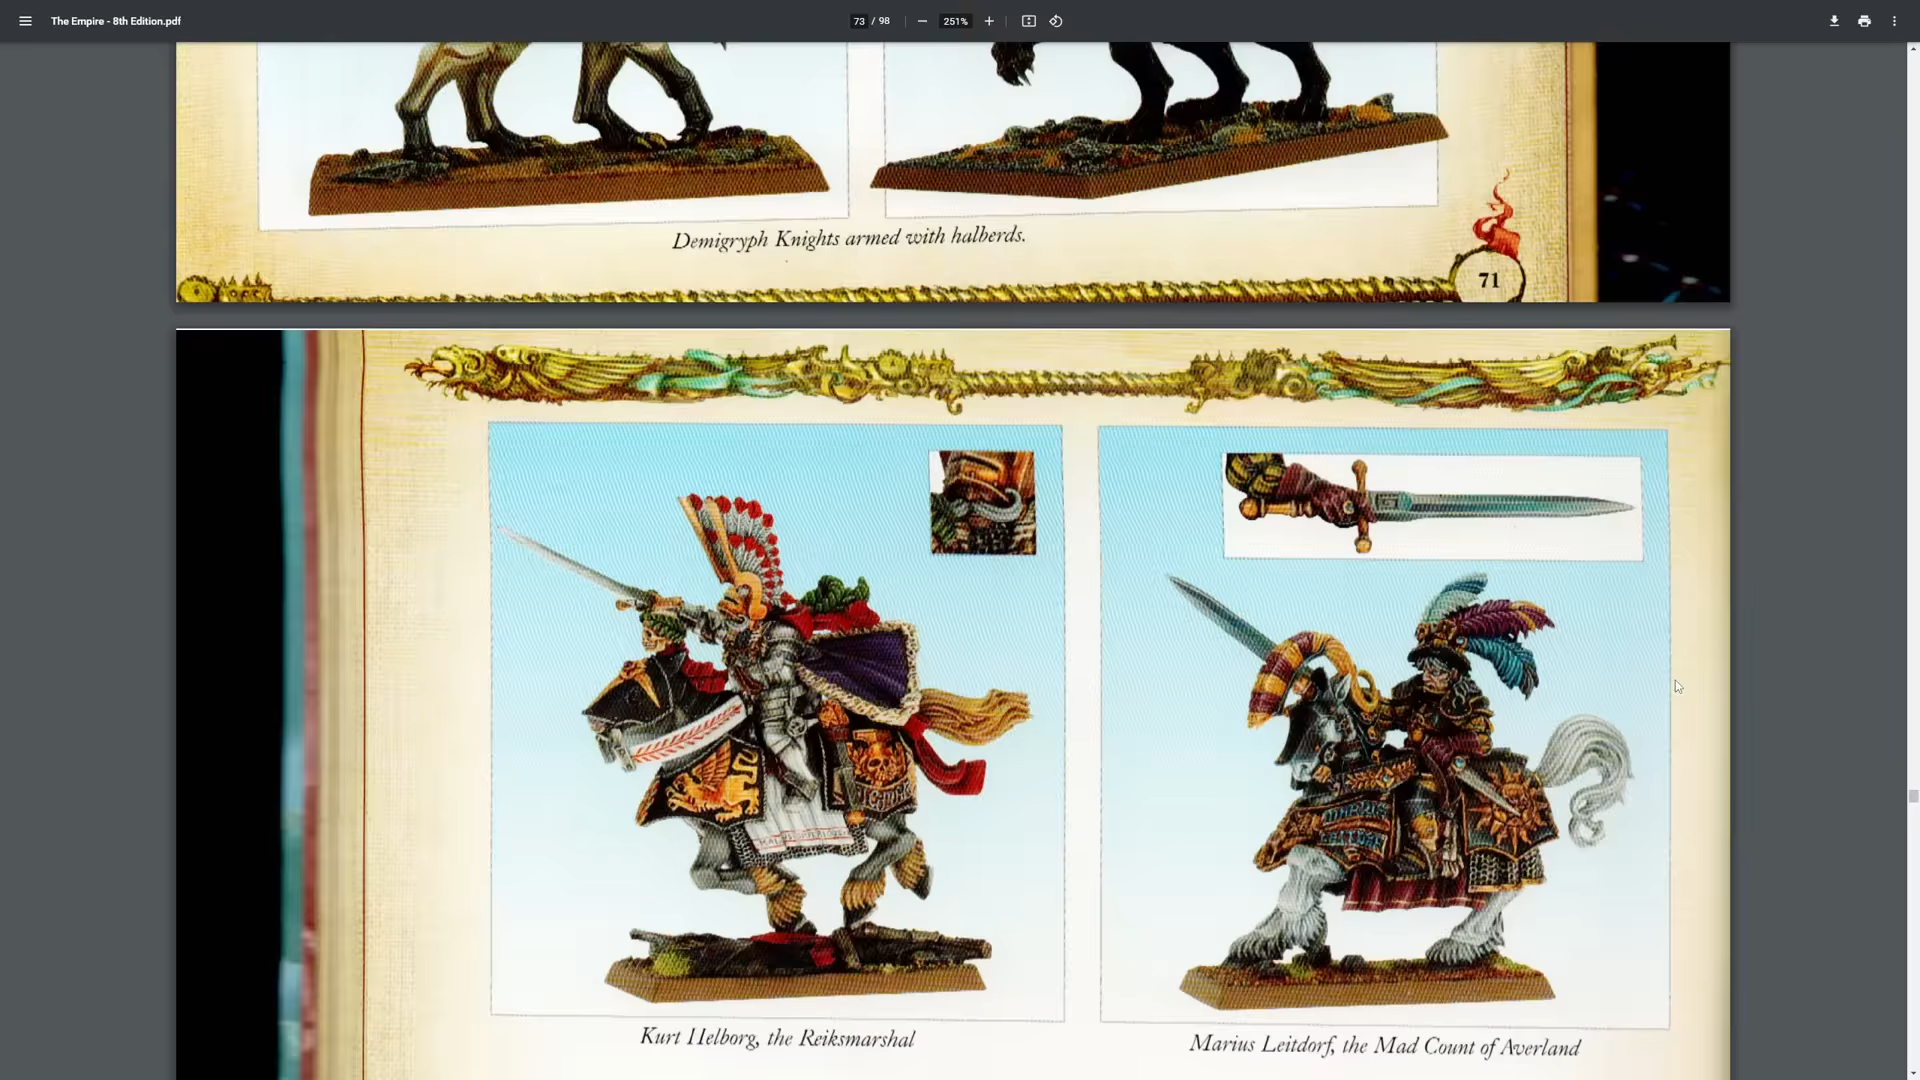 The Empire - 8th Edition.pdf
73 / 98
251%
Demigryph Knights armed with halberds.
71
Kurt Helborg, the Reiksmarshal
Marius Leitdorf, the Mad Count of Averland